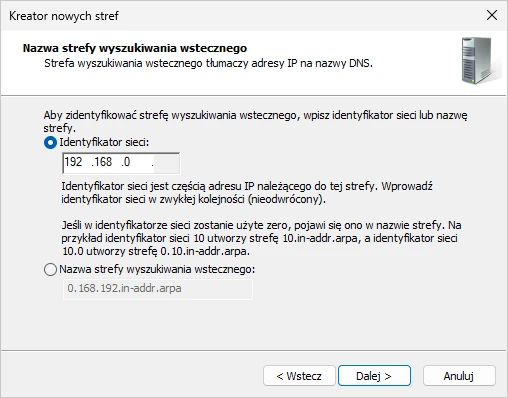 Kreator nowych stref
Nazwa strefy wyszukiwania wstecznego
Strefa wyszukiwania wstecznego tłumaczy adresy IP na nazwy DNS.
Aby zidentyfikować strefę wyszukiwania wstecznego, wpisz identyfikator sieci lub nazwę
strefy.
Identyfikator sieci:
192 .168 .0 .
Identyfikator sieci jest częścią adresu IP należącego do tej strefy. Wprowadź
identyfikator sieci w zwykłej kolejności (nieodwrócony).
Jeśli w identyfikatorze sieci zostanie użyte zero, pojawi się ono w nazwie strefy. Na
przykład identyfikator sieci 10 utworzy strefę 10.in-addr.arpa, a identyfikator sieci
10.0 utworzy strefę 0.10.in-addr.arpa.
Nazwa strefy wyszukiwania wstecznego:
0.168.192.in-addr.arpa
< Wstecz
Dalej >
Anuluj